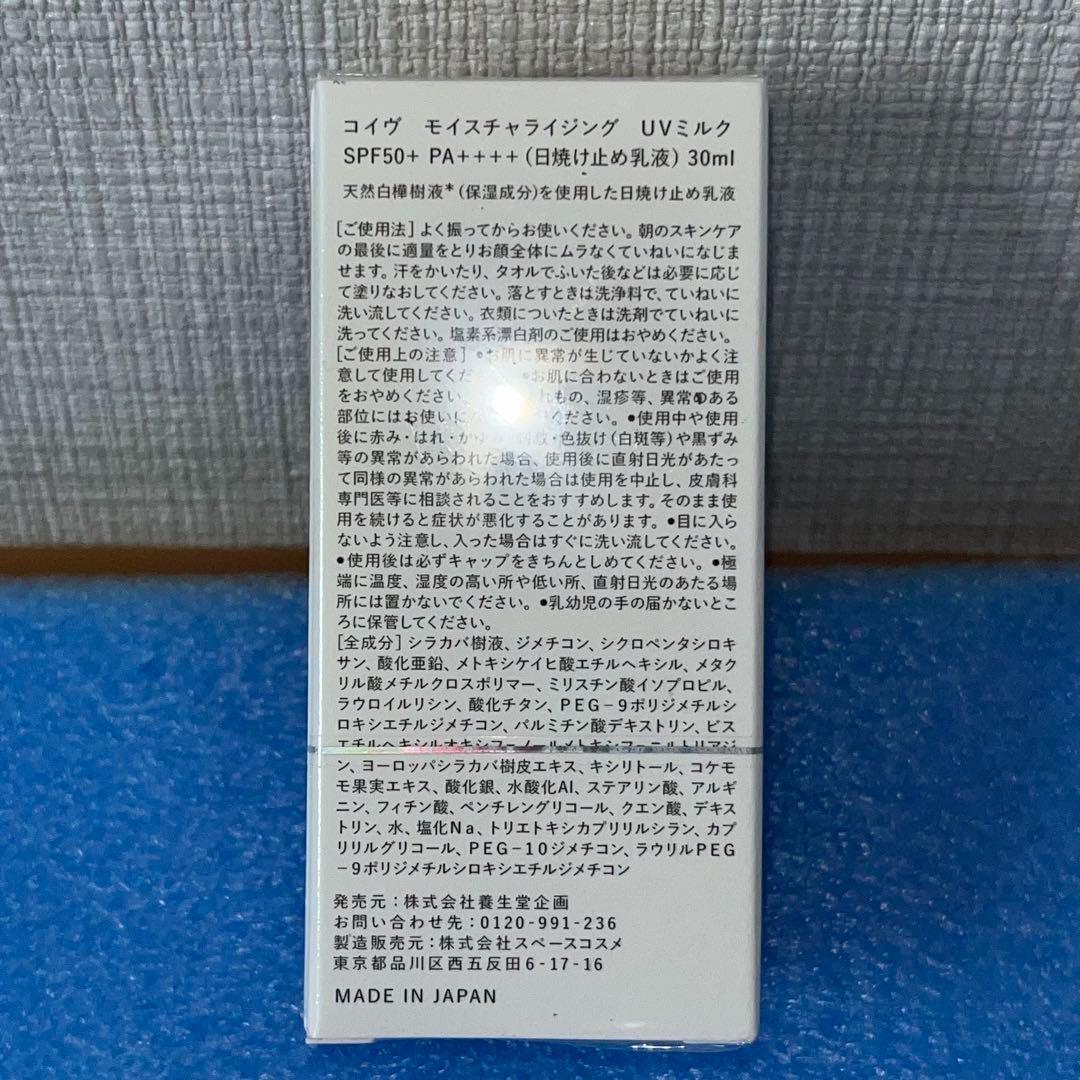 コイヴ モイスチャライジング UVミルク
SPF50+ PA++++(日焼け止め乳液) 30ml
天然白樺樹液*(保湿成分)を使用した日焼け止め乳液
[ご使用法]よく振ってからお使いください。朝のスキンケア
の最後に適量をとりお顔全体にムラなくていねいになじま
せます。汗をかいたり、タオルでふいた後などは必要に応じ
て塗りなおしてください。落とすときは洗浄料で、ていねいに
洗い流してください。衣類についたときは洗剤でていねいに
洗ってください。塩素系漂白剤のご使用はおやめください。
[ご使用上の注意]●お肌に異常が生じていないかよく注
意して使用してくだ ●お肌に合わないときはご使用
をおやめください。 れもの、湿疹等、異常のある
部位にはお使いに ください。●使用中や使用
後に赤み・はれ・かゆ ・色抜け(白斑等)や黒ずみ
等の異常があらわれた場合、使用後に直射日光があたっ
て同様の異常があらわれた場合は使用を中止し、皮膚科
専門医等に相談されることをおすすめします。そのまま使
用を続けると症状が悪化することがあります。●目に入ら
ないよう注意し、入った場合はすぐに洗い流してください。
●使用後は必ずキャップをきちんとしめてください。●極
端に温度、湿度の高い所や低い所、直射日光のあたる場
所には置かないでください。●乳幼児の手の届かないとこ
ろに保管してください。
[全成分]シラカバ樹液、ジメチコン、シクロペンタシロキ
サン、酸化亜鉛、メトキシケイヒ酸エチルヘキシル、メタク
リル酸メチルクロスポリマー、ミリスチン酸イソプロピル、
ラウロイルリシン、酸化チタン、PEG-9ポリジメチルシ
ロキシエチルジメチコン、パルミチン酸デキストリン、ビス
エチルヘキシルオキシフェノールメトキシフェニルトリアジ
ン、ヨーロッパシラカバ樹皮エキス、キシリトール、コケモ
モ果実エキス、酸化銀、水酸化Al、ステアリン酸、アルギ
ニン、フィチン酸、ペンチレングリコール、クエン酸、デキス
トリン、水、塩化Na、トリエトキシカプリリルシラン、カプ
リリルグリコール、PEG-10ジメチコン、ラウリルPEG
-9ポリジメチルシロキシエチルジメチコン
発売元:株式会社養生堂企画
お問い合わせ先:0120-991-236
製造販売元:株式会社スペースコスメ
東京都品川区西五反田6-17-16
MADE IN JAPAN